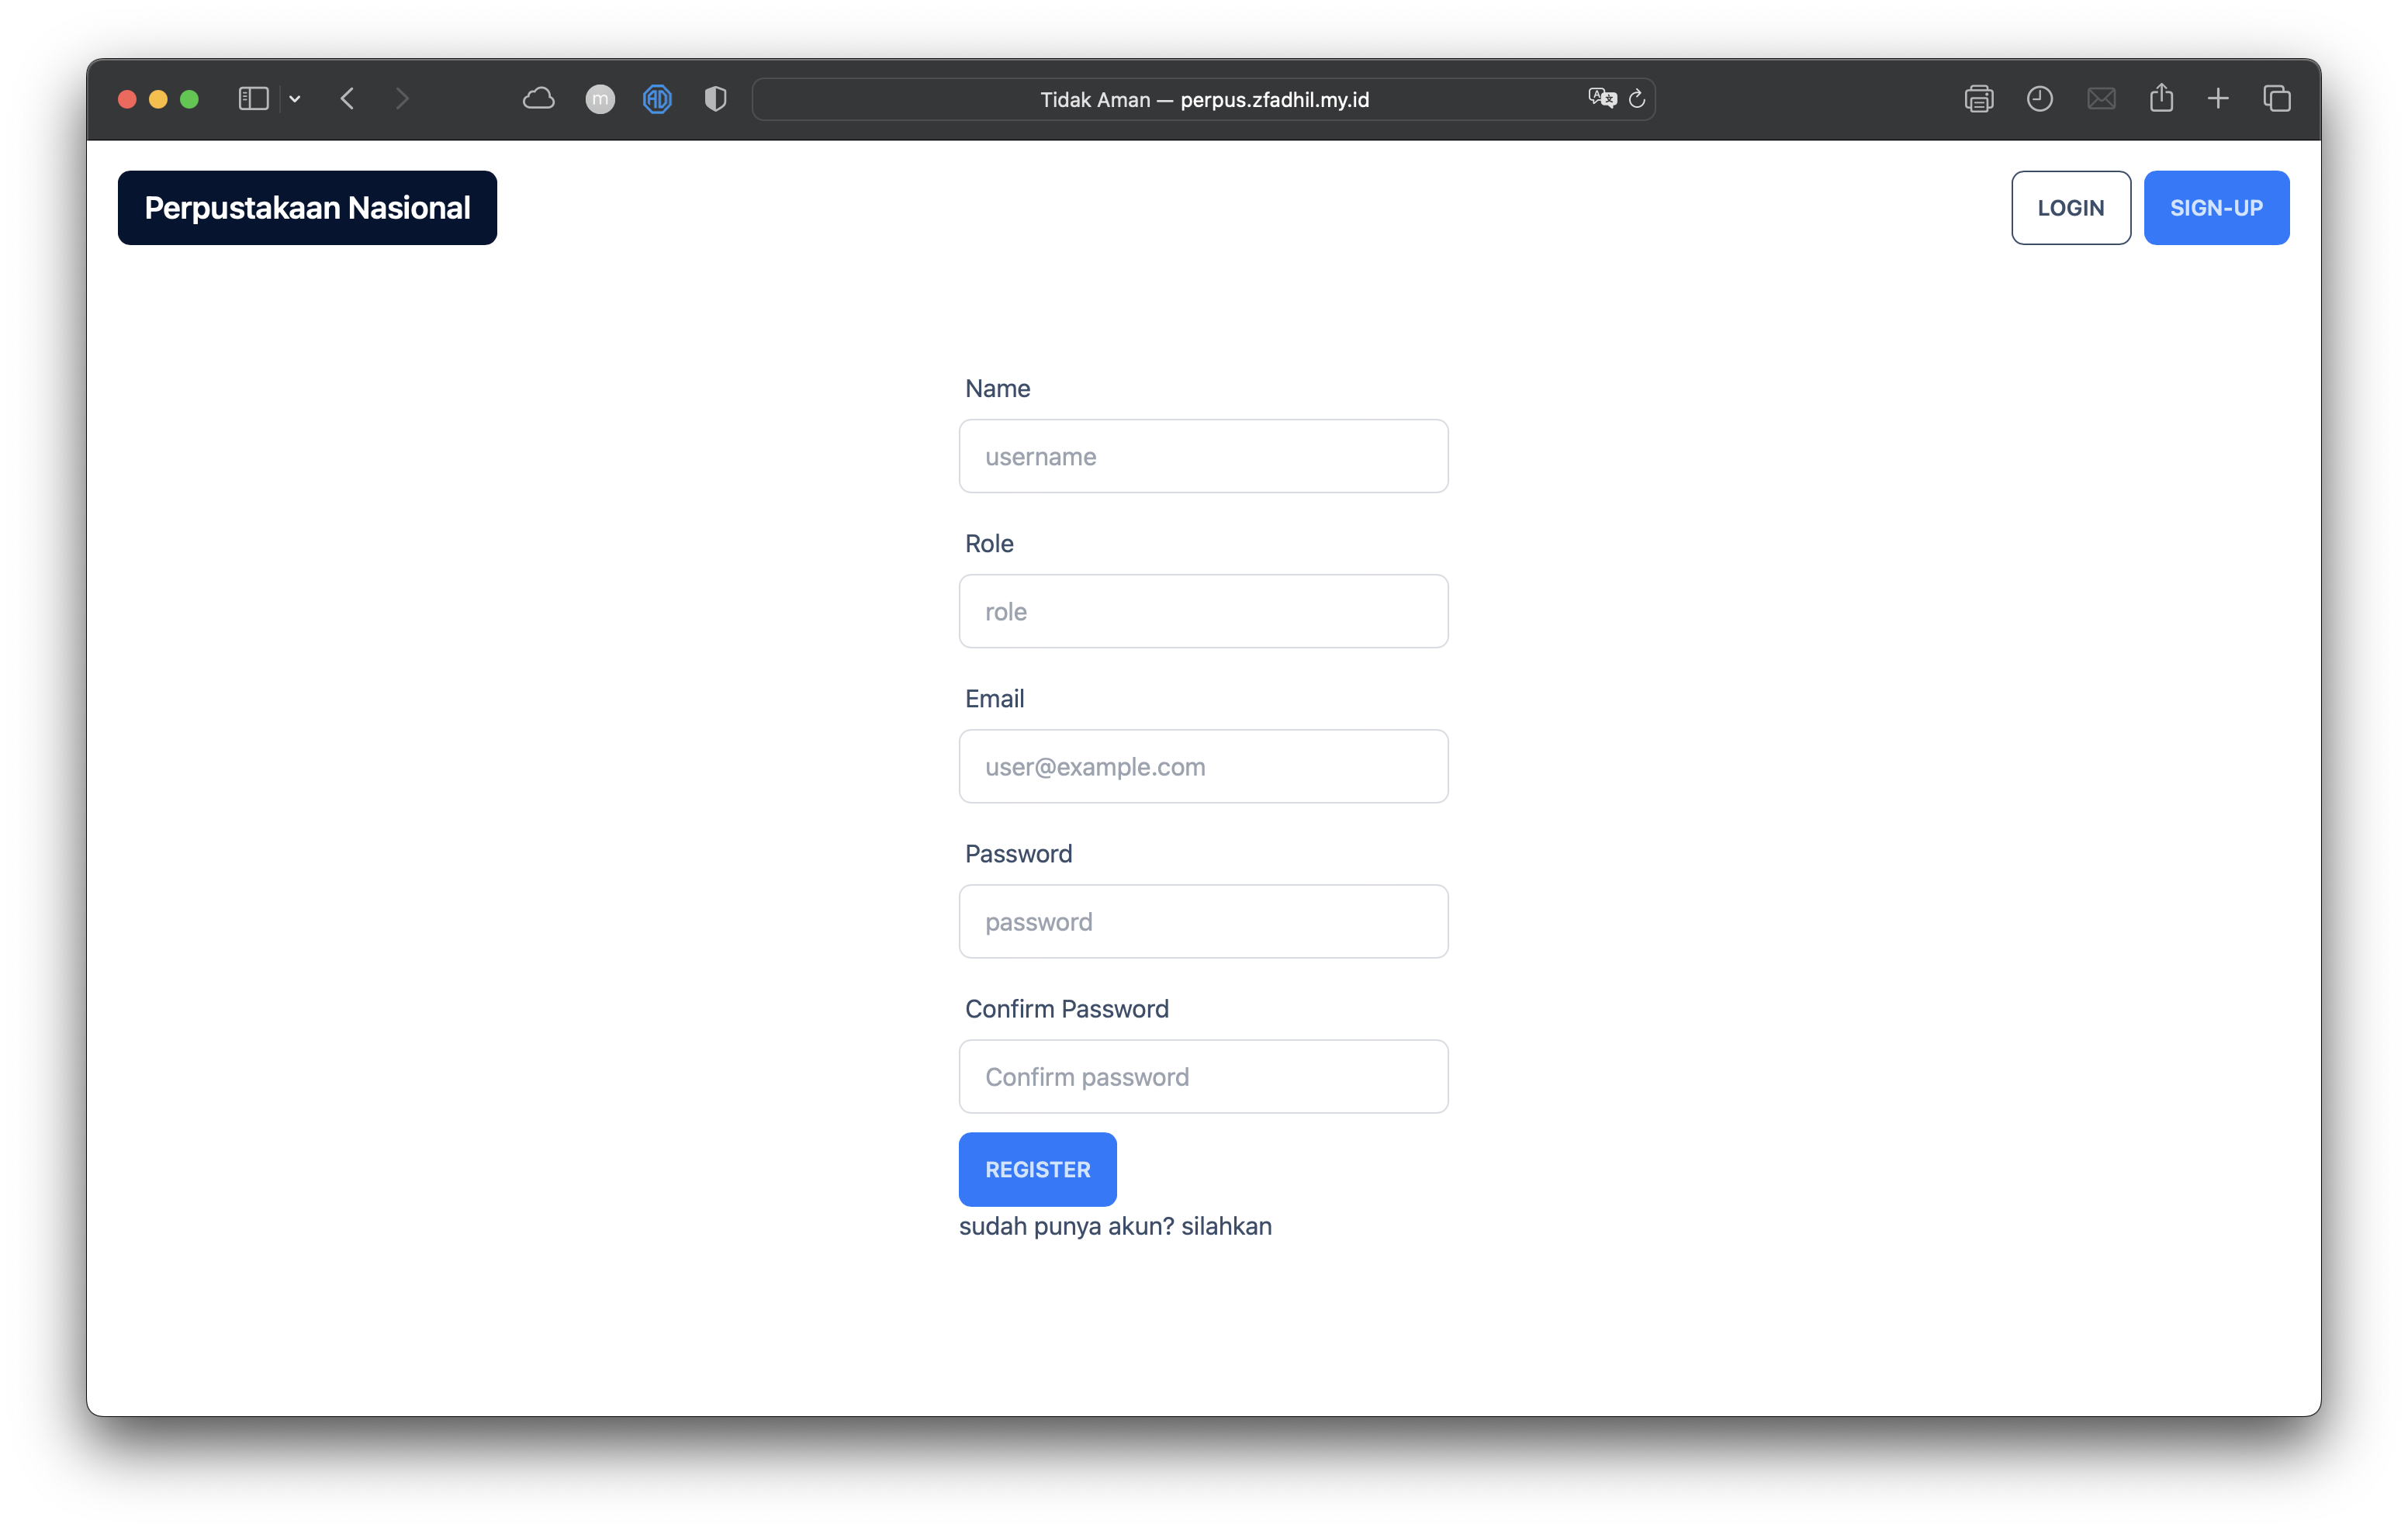 Tidak Aman — perpus.zfadhil.my.id
Perpustakaan Nasional
LOGIN
SIGN-UP
Name
username
Role
role
Email
user@example.com
Password
password
Confirm Password
Confirm password
REGISTER
sudah punya akun? silahkan